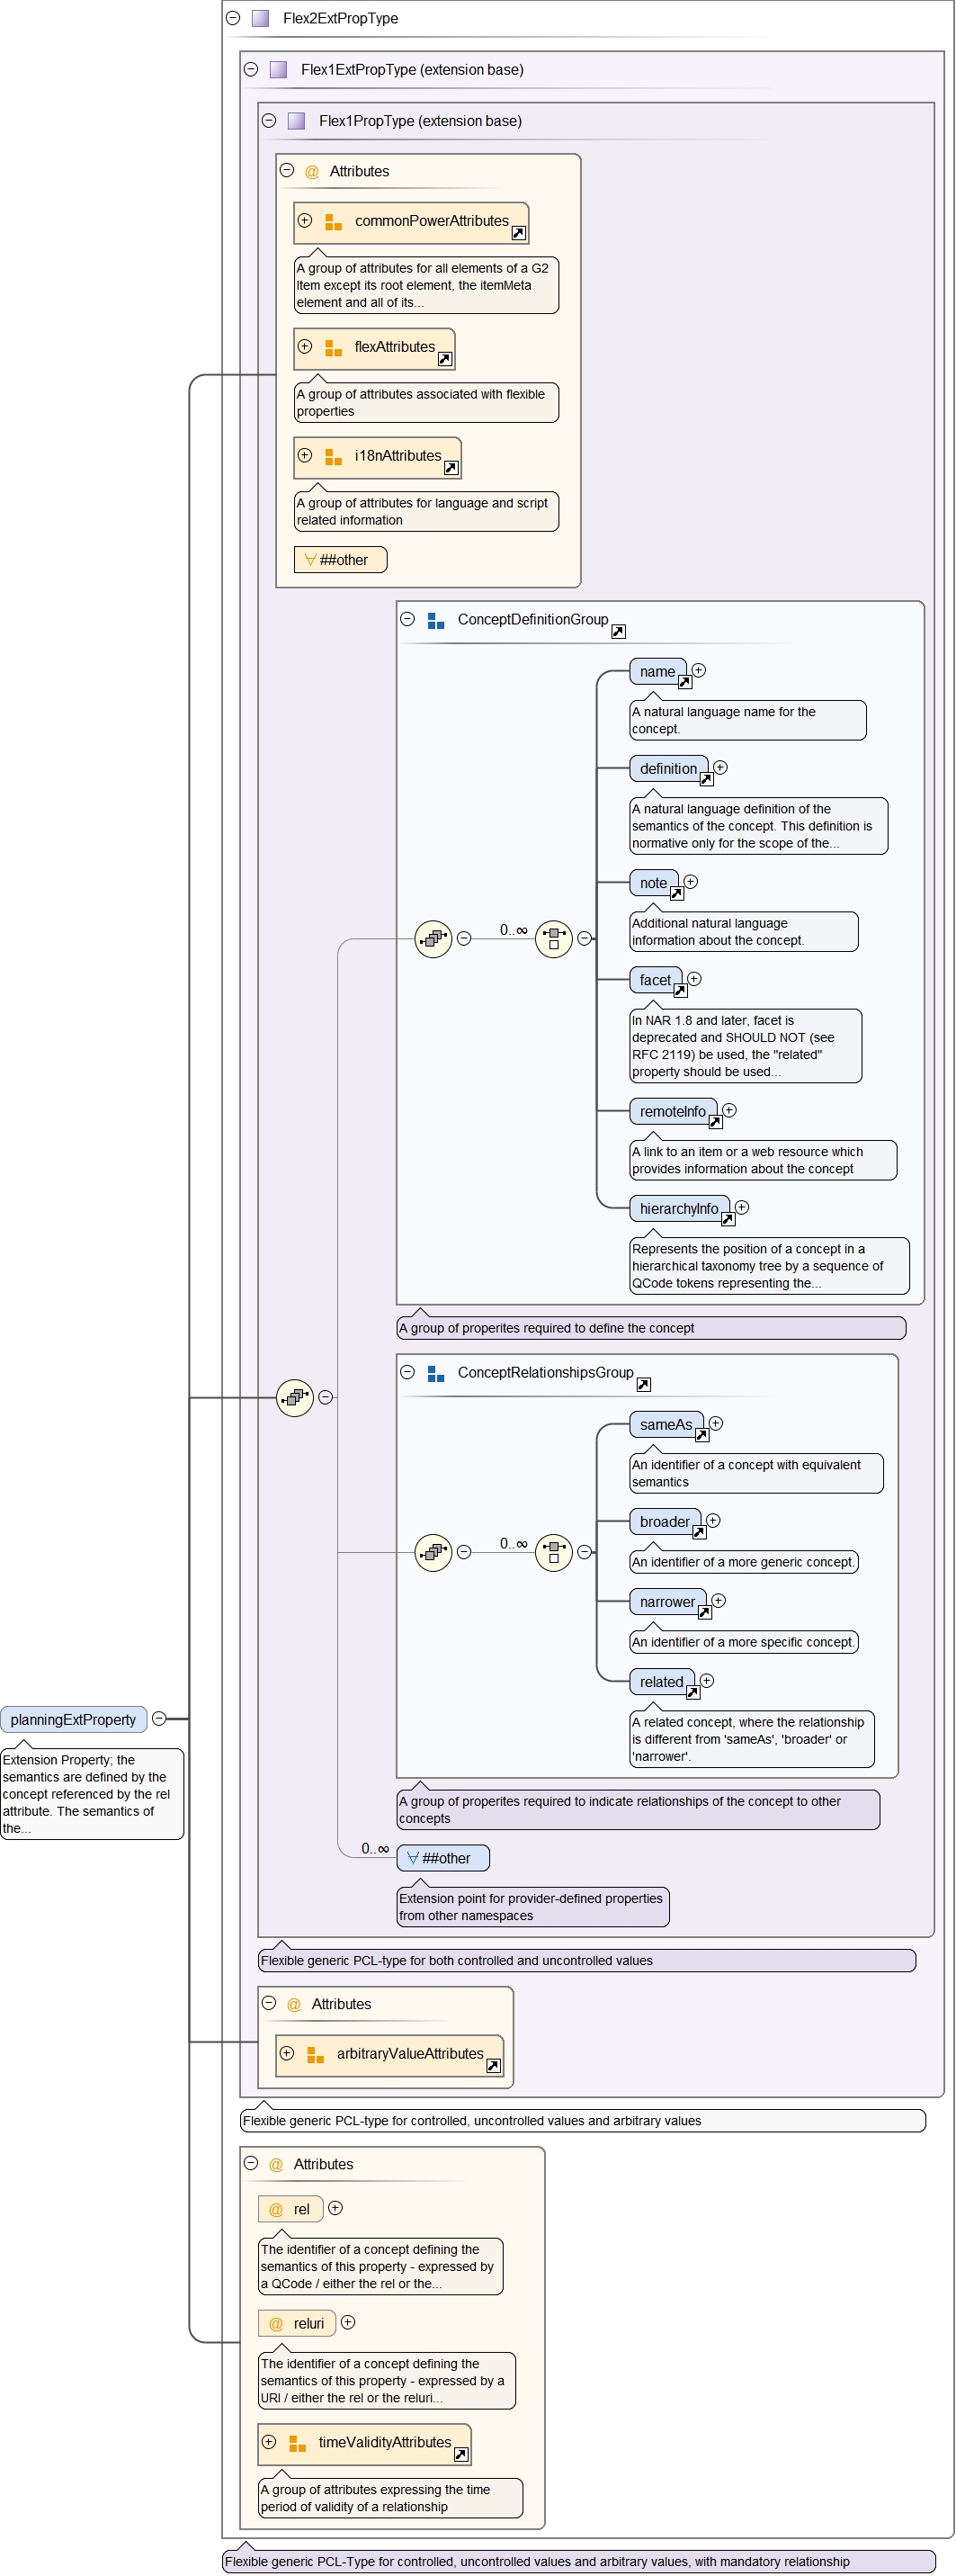 Flex2ExtPropType
Flex1ExtPropType (extension base)
Flex1PropType (extension base)
@ Attributes
commonPowerAttributes
A group of attributes for all elements of a G2
Item except its root element, the itemMeta
element and all of its...
flexAttributes
A group of attributes associated with flexible
properties
i18nAttributes
A group of attributes for language and script
related information
##other
ConceptDefinitionGroup
name
A natural language name for the
concept.
definition
A natural language definition of the
semantics of the concept. This definition is
normative only for the scope of the...
note
Additional natural language
information about the concept.
0..∞
facet
In NAR 1.8 and later, facet is
deprecated and SHOULD NOT (see
RFC 2119) be used, the "related"
property should be used...
remoteInfo
A link to an item or a web resource which
provides information about the concept
hierarchyInfo
Represents the position of a concept in a
hierarchical taxonomy tree by a sequence of
QCode tokens representing the...
A group of properites required to define the concept
ConceptRelationshipsGroup
sameAs
An identifier of a concept with equivalent
semantics
broader
0..∞
An identifier of a more generic concept.
narrower
An identifier of a more specific concept.
related
A related concept, where the relationship
is different from 'sameAs', 'broader' or
'narrower'.
planningExtProperty
Extension Property; the
semantics are defined by the
concept referenced by the rel
attribute. The semantics of
the...
A group of properites required to indicate relationships of the concept to other
concepts
0..∞
##other
Extension point for provider-defined properties
from other namespaces
Flexible generic PCL-type for both controlled and uncontrolled values
@ Attributes
arbitraryValueAttributes
Flexible generic PCL-type for controlled, uncontrolled values and arbitrary values
@ Attributes
@ rel
The identifier of a concept defining the
semantics of this property - expressed by
a QCode / either the rel or the...
@ reluri
The identifier of a concept defining the
semantics of this property - expressed by a
URI / either the rel or the reluri...
timeValidityAttributes
A group of attributes expressing the time
period of validity of a relationship
Flexible generic PCL-Type for controlled, uncontrolled values and arbitrary values, with mandatory relationship